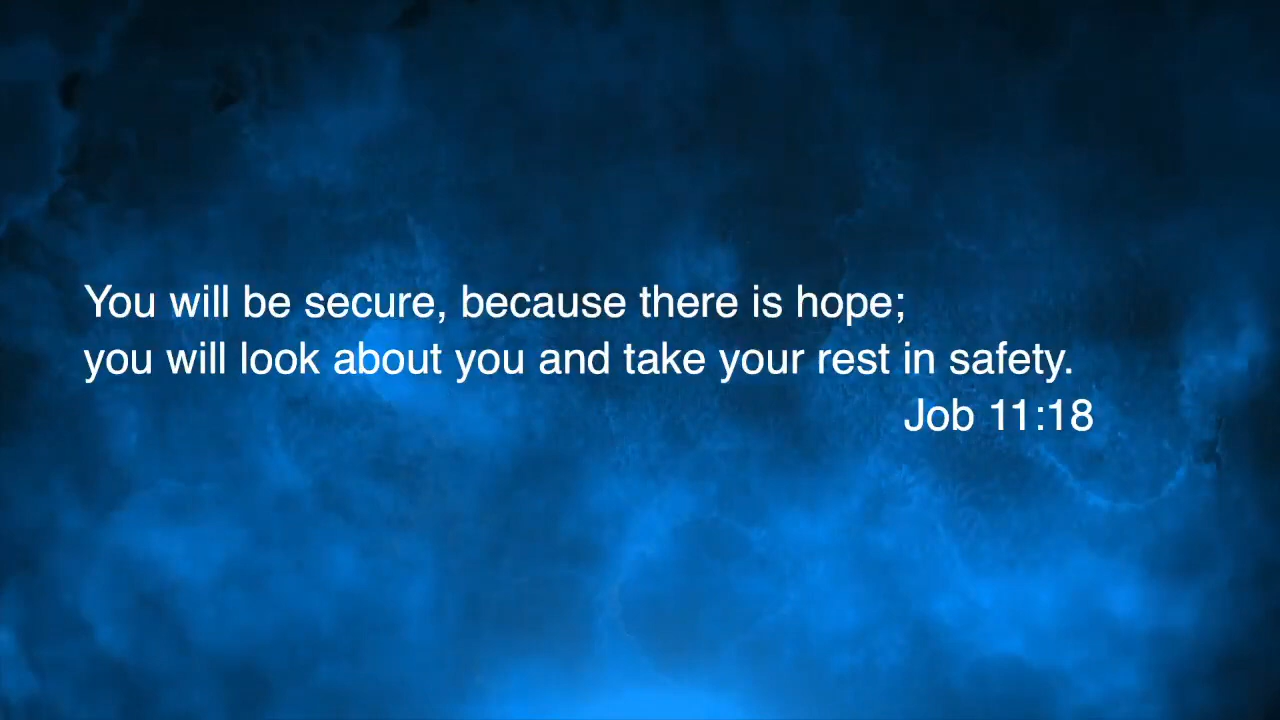 You will be secure, because there is hope;
you will look about you and take your rest in safety.
Job 11:18